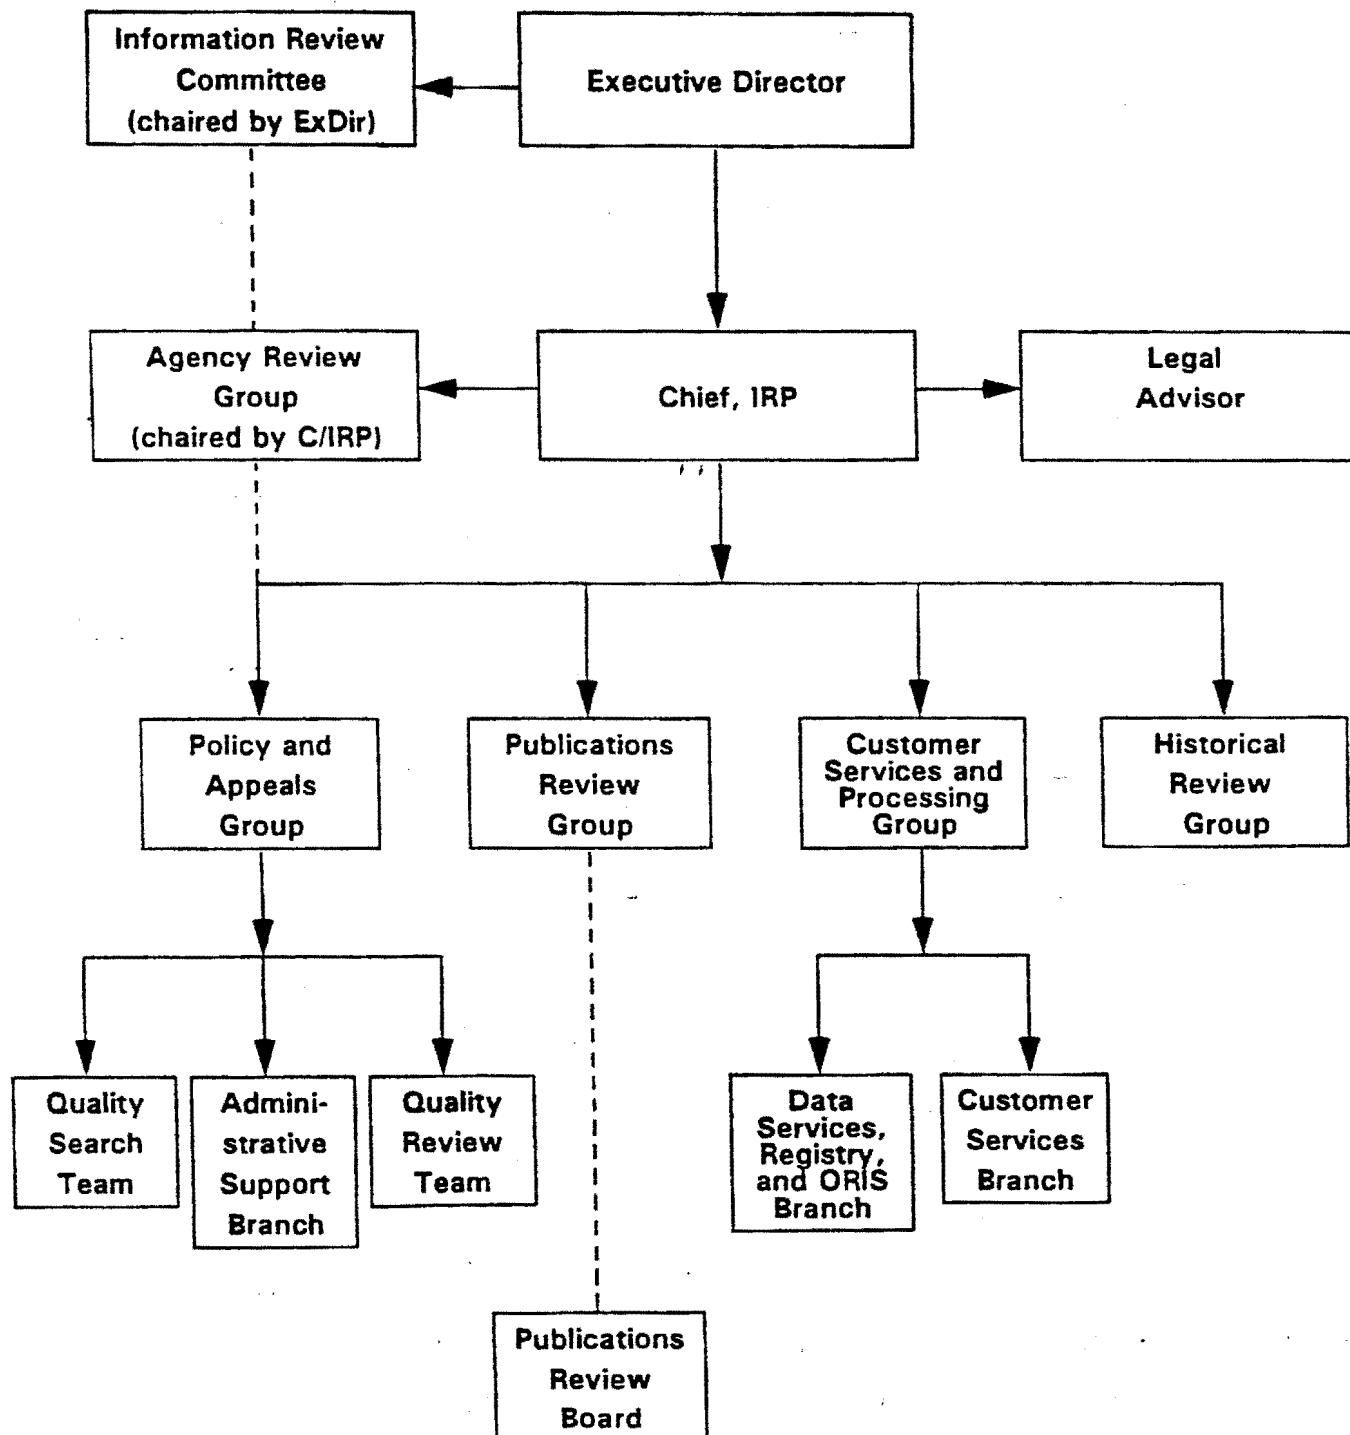 Information Review
Committee
(chaired by ExDir)
Executive Director
Agency Review
Group
(chaired by C/IRP)
Chief, IRP
Legal
Advisor
Policy and
Appeals
Group
Publications
Review
Group
Customer
Services and
Processing
Group
Historical
Review
Group
Quality
Search
Team
Admini-
strative
Support
Branch
Quality
Review
Team
Data
Services,
Registry,
and ORIS
Branch
Customer
Services
Branch
Publications
Review
Board